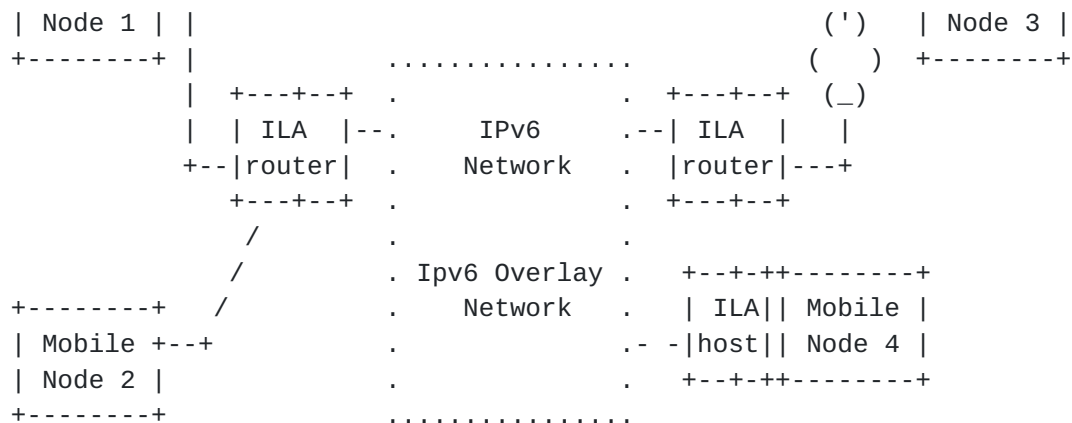 | Node 1 | |                                         (')   | Node 3 |
+--------+ |             ................           (   )  +--------+
           |  +---+--+  .                .  +---+--+  (_)
           |  | ILA  |--.      IPv6      .--| ILA  |   |
           +--|router|  .     Network    .  |router|---+
              +---+--+  .                .  +---+--+
               /        .                .
              /         . Ipv6 Overlay .   +--+-++--------+
+--------+   /          .     Network    .   | ILA|| Mobile |
| Mobile +--+           .                .- -|host|| Node 4 |
| Node 2 |              .                .   +--+-++--------+
+--------+              ................